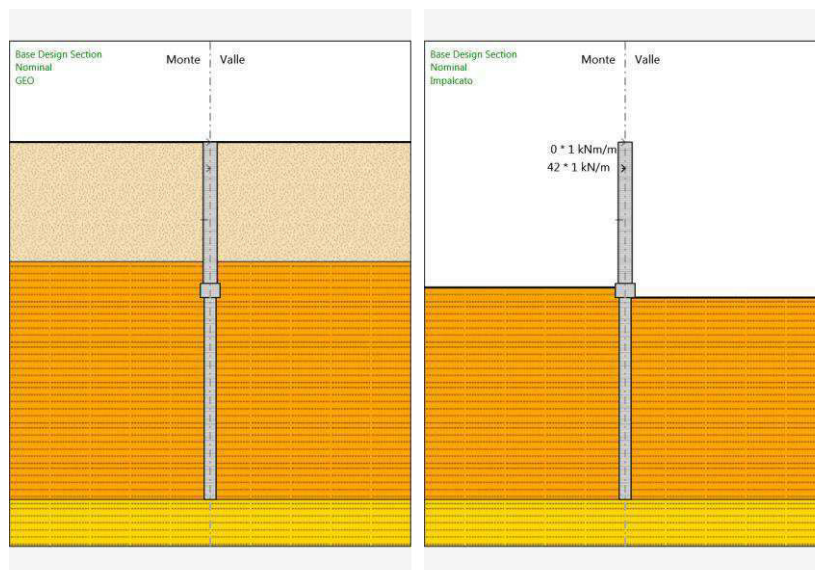 Base Design Section
Nominal
GEO
Monte
Valle
Base Design Section
Nominal
Impalcato
Monte
Valle
0 * 1 kNm/m
42 * 1 kN/m